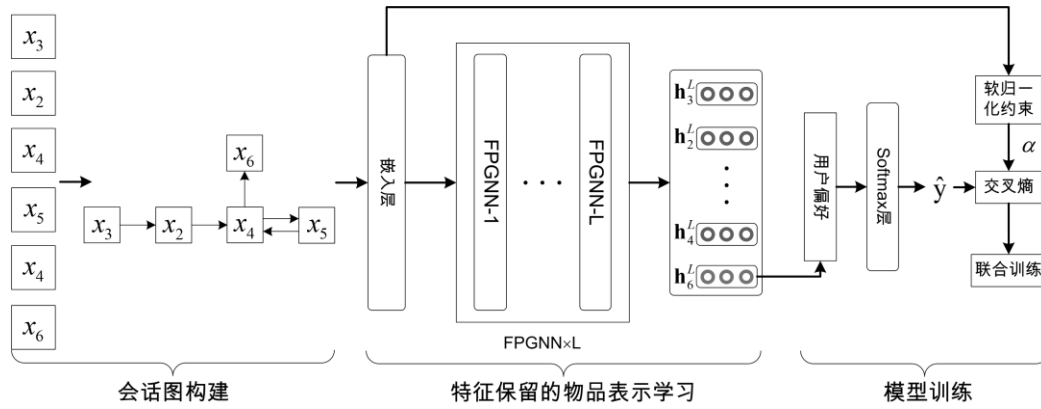 x₃
x₂
x₄
x₅
x₄
x₆
x₆
x₃ x₂ x₄ x₅
会话图构建
嵌入层
FPGNN-1
...
FPGNN-L
FPGNN×L
h₃ᴸ
h₂ᴸ
h₄ᴸ
h₆ᴸ
特征保留的物品表示学习
用户偏好
Softmax层
ŷ
软归一
化约束
α
交叉熵
联合训练
模型训练